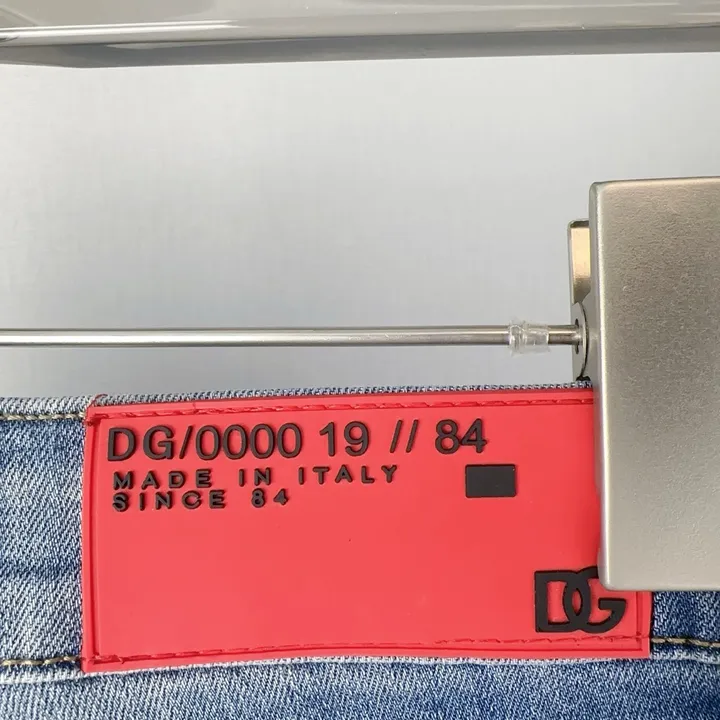 DG/0000 19 // 84
MADE IN ITALY
SINCE 84
DG